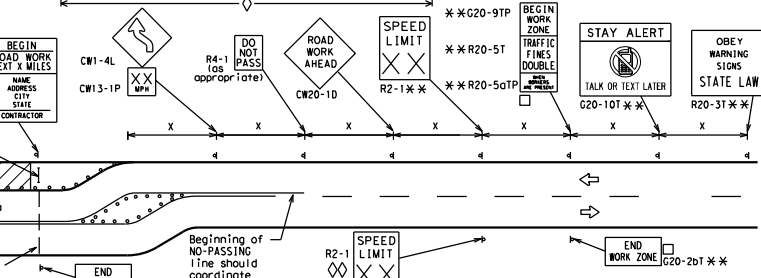 BEGIN
ROAD WORK
NEXT X MILES
NAME
ADDRESS
CITY
STATE
CONTRACTOR
CW1-4L
CW13-1P
XX
MPH
R4-1
(as
appropriate)
DO
NOT
PASS
ROAD
WORK
AHEAD
CW20-1D
SPEED
LIMIT
XX
R2-1**
**G20-9TP
**R20-5T
**R20-5aTP
BEGIN
WORK
ZONE
TRAFFIC
FINES
DOUBLE
WHEN
WORKERS
ARE PRESENT
STAY ALERT
TALK OR TEXT LATER
G20-10T**
OBEY
WARNING
SIGNS
STATE LAW
R20-3T**
X X X X X X X
Beginning of
NO-PASSING
line should
coordinate
R2-1
SPEED
LIMIT
XX
END
WORK ZONE
G20-2bT**
END